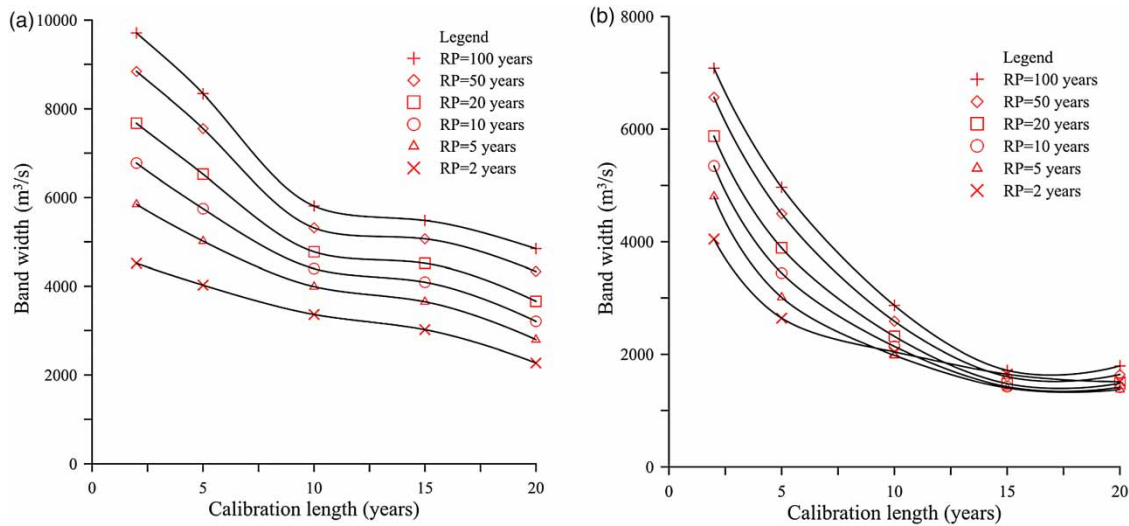 (a)
10000
8000
6000
4000
2000
0
Band width (m³/s)
Legend
RP=100 years
RP=50 years
RP=20 years
RP=10 years
RP=5 years
RP=2 years
0 5 10 15 20
Calibration length (years)
(b)
8000
6000
4000
2000
0
Band width (m³/s)
Legend
RP=100 years
RP=50 years
RP=20 years
RP=10 years
RP=5 years
RP=2 years
0 5 10 15 20
Calibration length (years)